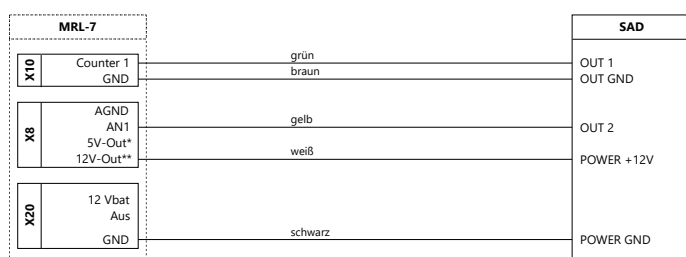 MRL-7
SAD
X10
Counter 1
grün
OUT 1
GND
braun
OUT GND
X8
AGND
AN1
gelb
OUT 2
5V-Out*
12V-Out**
weiß
POWER +12V
X20
12 Vbat
Aus
GND
schwarz
POWER GND